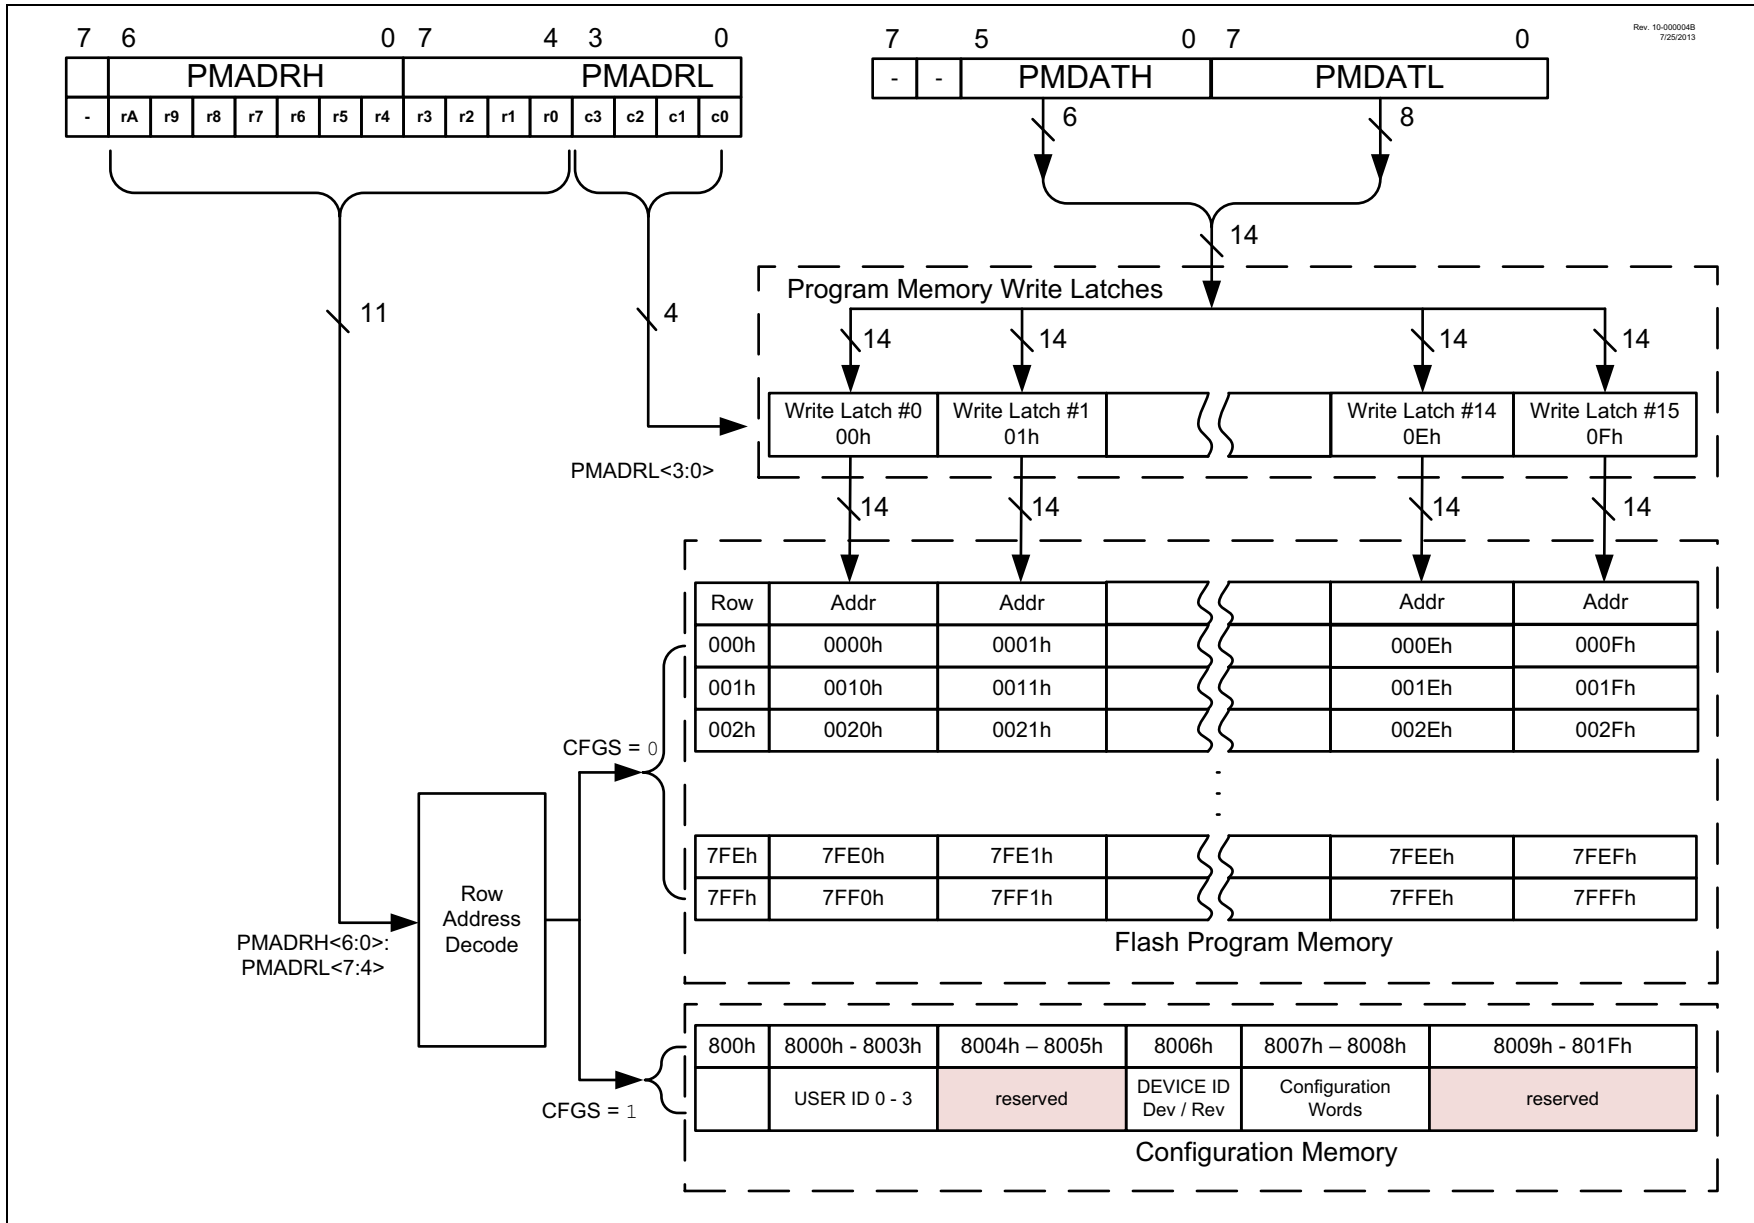 Rev. 10-000004B
7/25/2013
7 6 0 7 4 3 0
7 5 0 7 0
PMADRH PMADRL
- - PMDATH PMDATL
- rA r9 r8 r7 r6 r5 r4 r3 r2 r1 r0 c3 c2 c1 c0
6 8
14
Program Memory Write Latches
11 4
14 14 14 14
Write Latch #0 Write Latch #1 Write Latch #14 Write Latch #15
00h 01h 0Eh 0Fh
PMADRL<3:0>
14 14 14 14
Row Addr Addr Addr Addr
000h 0000h 0001h 000Eh 000Fh
001h 0010h 0011h 001Eh 001Fh
002h 0020h 0021h 002Eh 002Fh
CFGS = 0
7FEh 7FE0h 7FE1h 7FEEh 7FEFh
7FFh 7FF0h 7FF1h 7FFEh 7FFFh
Row
Address
Decode
PMADRH<6:0>:
PMADRL<7:4>
Flash Program Memory
800h 8000h - 8003h 8004h – 8005h 8006h 8007h – 8008h 8009h - 801Fh
USER ID 0 - 3 reserved DEVICE ID Configuration reserved
Dev / Rev Words
CFGS = 1
Configuration Memory